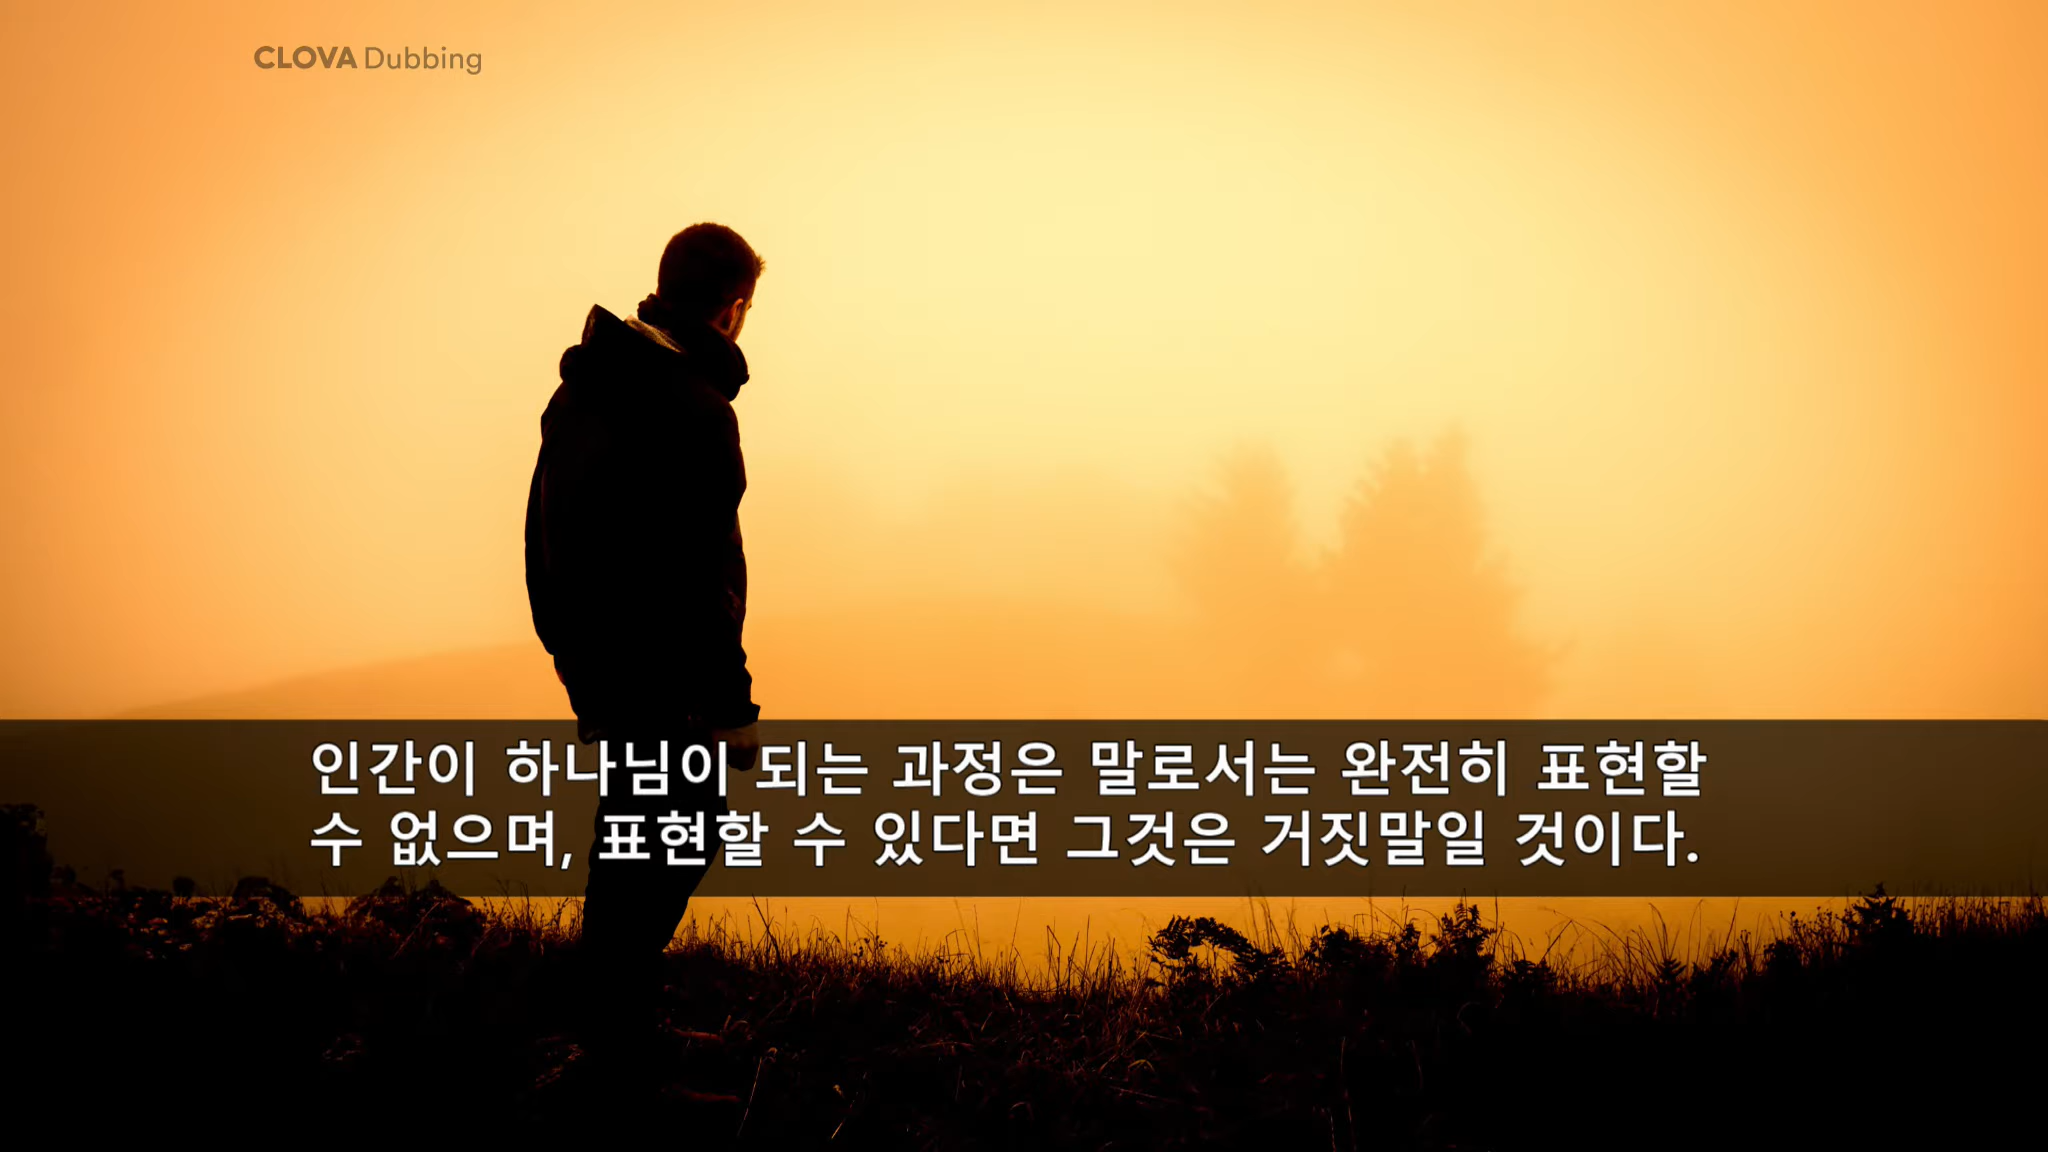 CLOVA Dubbing
인간이 하나님이 되는 과정은 말로서는 완전히 표현할
수 없으며, 표현할 수 있다면 그것은 거짓말일 것이다.